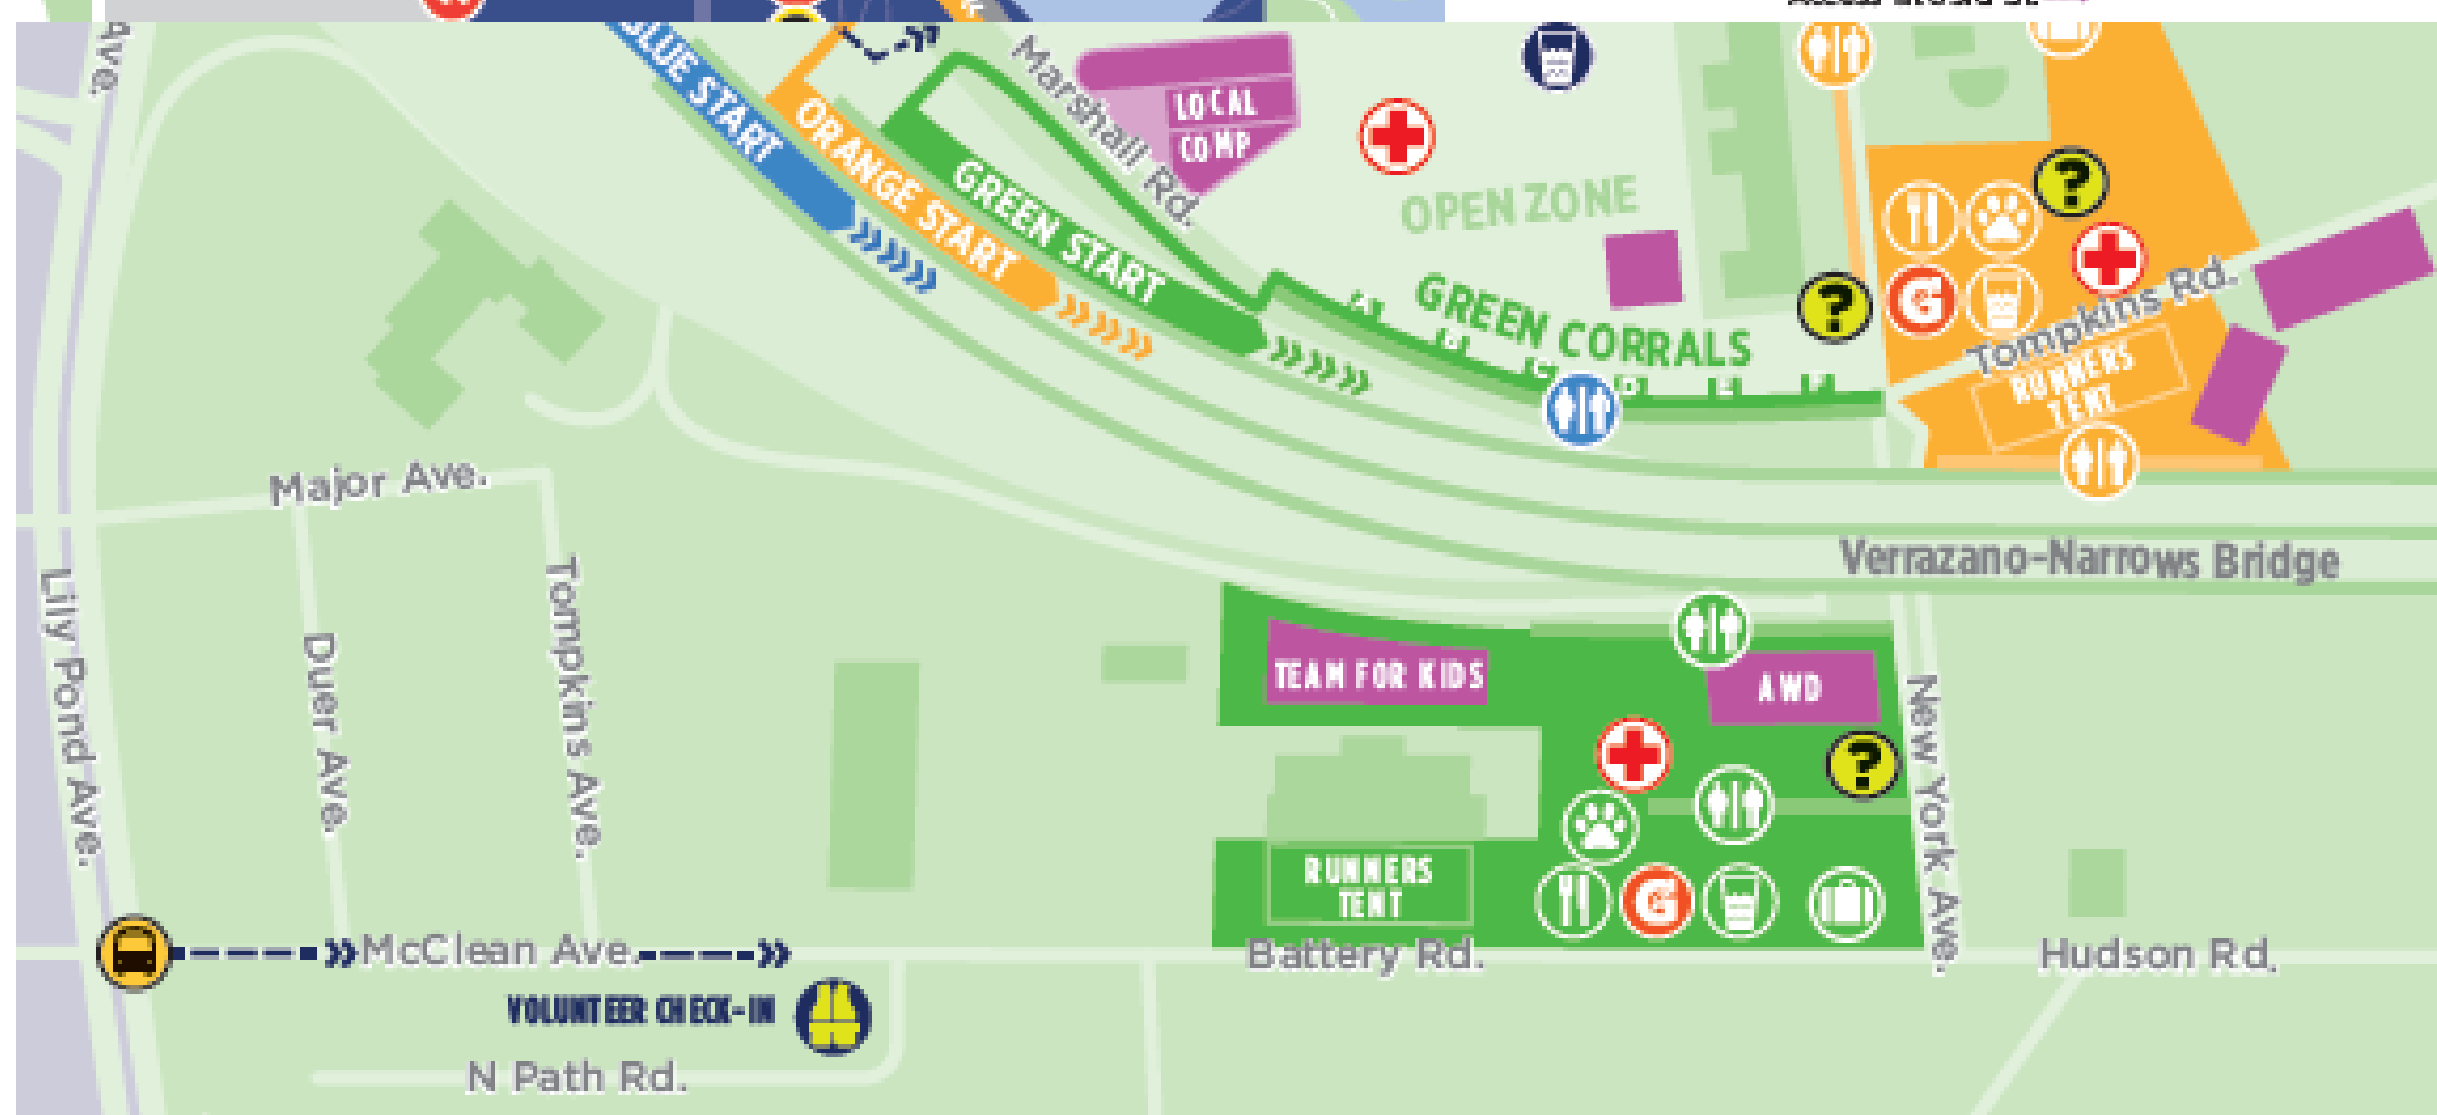 Ave.
BLUE START
ORANGE START
GREEN START
Marshall Rd.
LOCAL
COMP
OPEN ZONE
GREEN CORRALS
A
B
C
D
E
F
?
?
G
Tompkins Rd.
RUNNERS
TENT
Major Ave.
Verrazano-Narrows Bridge
Lilly Pond Ave.
Duer Ave.
Tompkins Ave.
TEAM FOR KIDS
AWD
?
New York Ave.
RUNNERS
TENT
G
McClean Ave.
Battery Rd.
Hudson Rd.
VOLUNTEER CHECK-IN
N Path Rd.